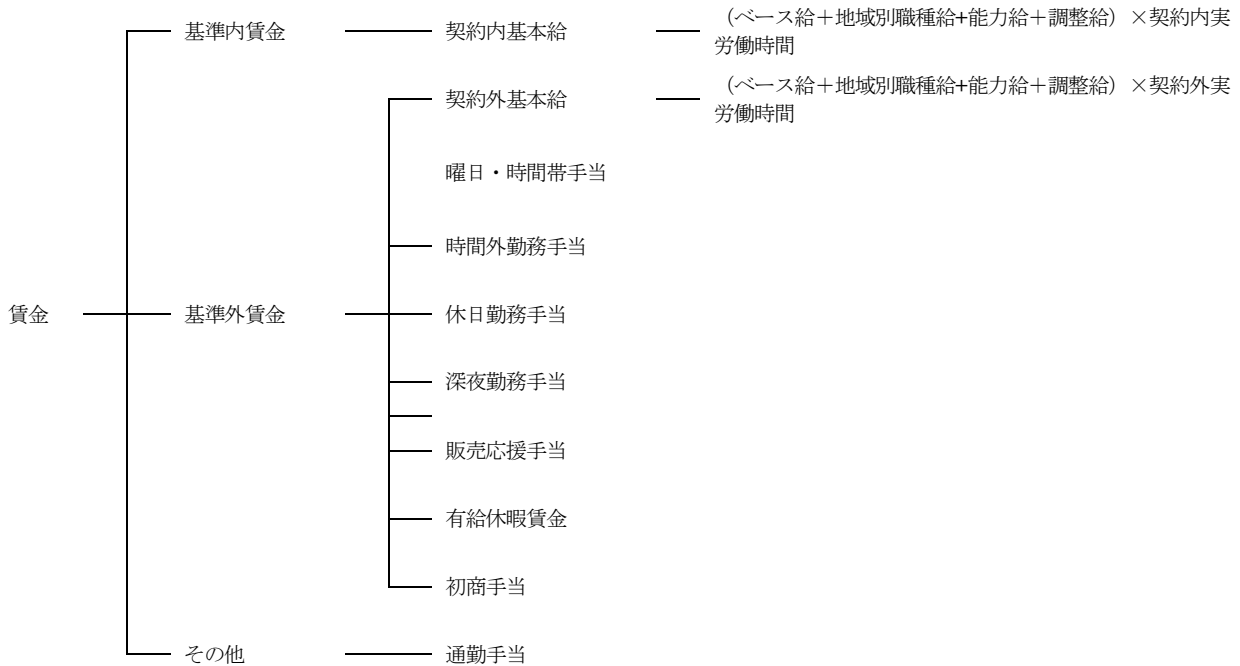 基準内賃金
契約内基本給
（ベース給＋地域別職種給+能力給＋調整給）×契約内実
労働時間
契約外基本給
（ベース給＋地域別職種給+能力給＋調整給）×契約外実
労働時間
曜日・時間帯手当
時間外勤務手当
賃金
基準外賃金
休日勤務手当
深夜勤務手当
販売応援手当
有給休暇賃金
初商手当
その他
通勤手当